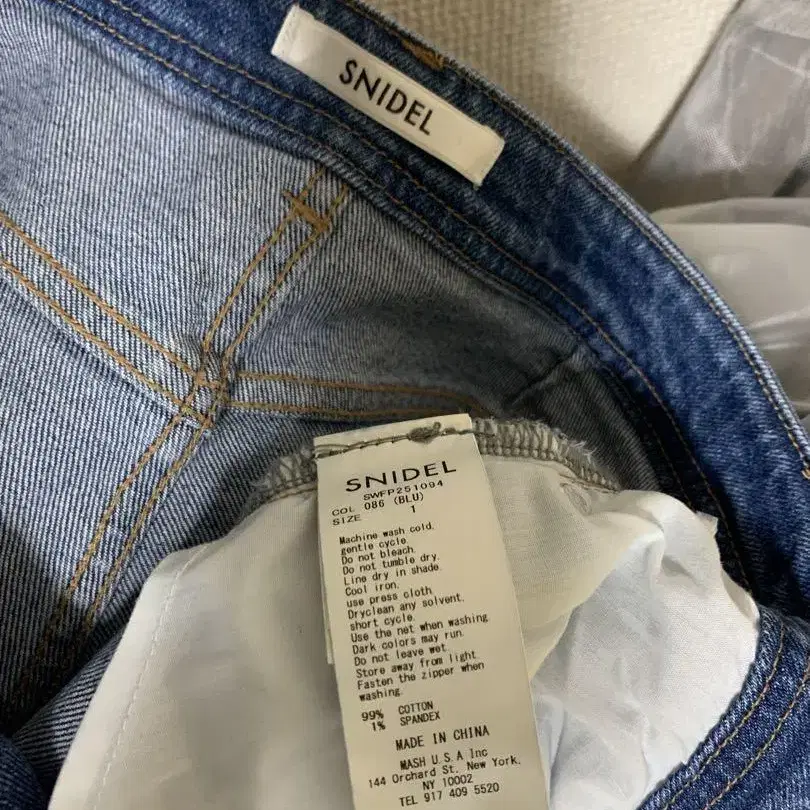 SNIDEL
SNIDEL
SWFP251094
COL 086 (BLU)
SIZE 1
Machine wash cold.
gentle cycle.
Do not bleach.
Do not tumble dry.
Line dry in shade.
Cool iron.
use press cloth.
Dryclean any solvent.
short cycle.
Use the net when washing
Dark colors may run.
Do not leave wet.
Store away from light.
Fasten the zipper when
washing.
99% COTTON
1% SPANDEX
MADE IN CHINA
MASH U.S.A Inc
144 Orchard St. New York.
NY 10002
TEL 917 409 5520